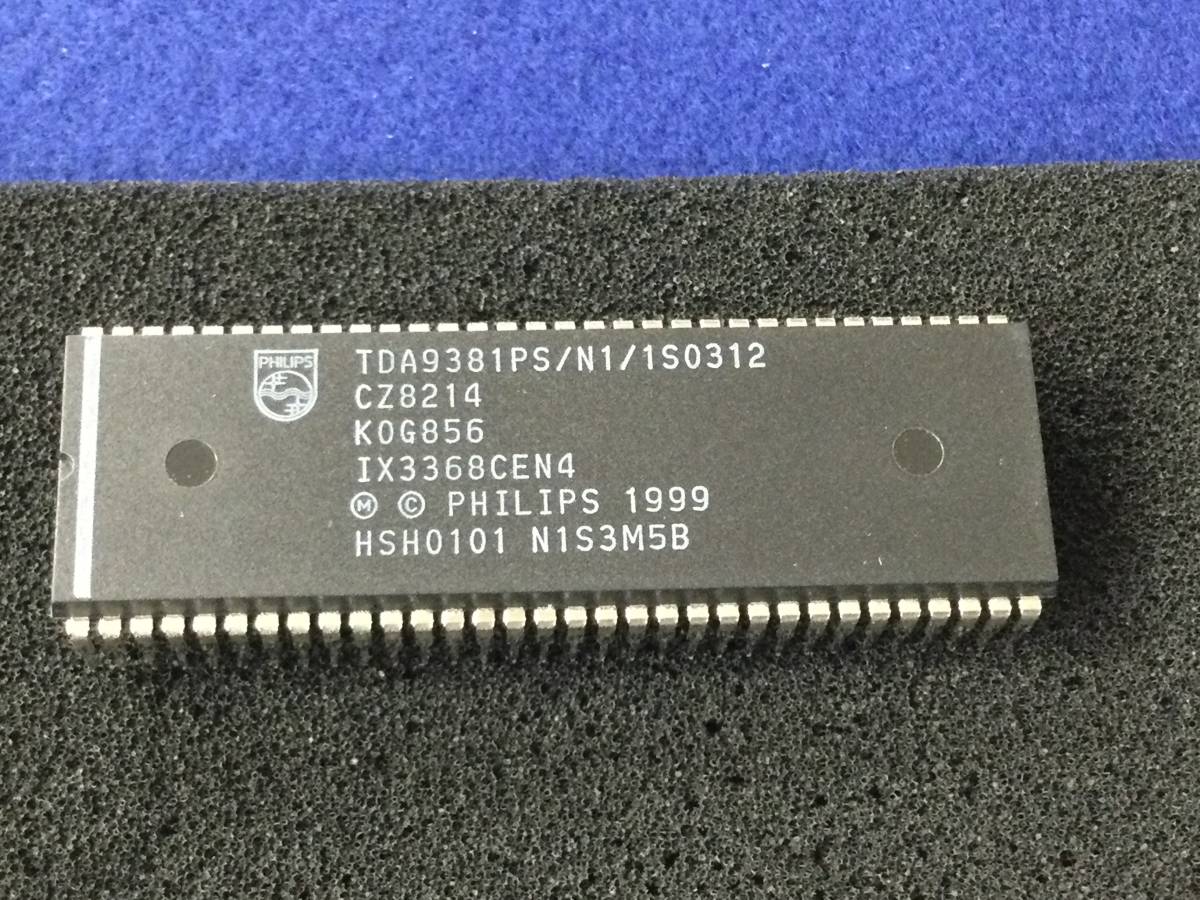 PHILIPS
TDA9381PS/N1/1S0312
CZ8214
K0G856
IX3368CEN4
Ⓜ © PHILIPS 1999
HSH0101 N1S3M5B